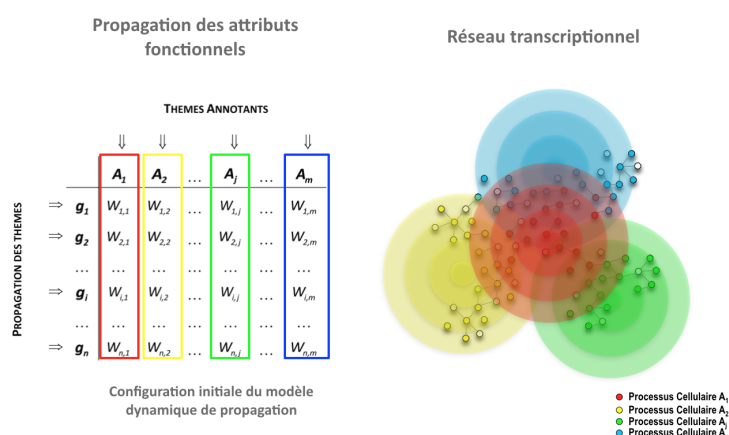 Propagation des attributs
fonctionnels
Réseau transcriptionnel
THEMES ANNOTANTS
⇓ ⇓ ⇓ ⇓
A1 A2 ... Aj ... Am
PROPAGATION DES THEMES
⇒ g1 W1,1 W1,2 ... W1,j ... W1,m
⇒ g2 W2,1 W2,2 ... W2,j ... W2,m
... ... ... ... ... ...
⇒ gi Wi,1 Wi,2 ... Wi,j ... Wi,m
... ... ... ... ... ...
⇒ gn Wn,1 Wn,2 ... Wn,j ... Wn,m
Configuration initiale du modèle
dynamique de propagation
Processus Cellulaire A1
Processus Cellulaire A2
Processus Cellulaire Aj
Processus Cellulaire A